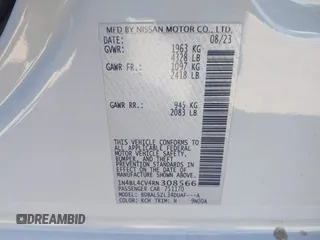 MFD BY NISSAN MOTOR CO., LTD.
08/23
GVWR: 1963 KG
4328 LB
GAWR FR.: 1097 KG
2418 LB
GAWR RR.: 945 KG
2083 LB
THIS VEHICLE CONFORMS TO ALL
APPLICABLE U.S. FEDERAL MOTOR
VEHICLE SAFETY,
BUMPER, AND THEFT
PREVENTION STANDARDS
IN EFFECT ON THE DATE OF
MANUFACTURE SHOWN ABOVE.
1N4BL4CV4RN308566
PASSENGER CAR
COLOR: TRIM:
© DriveBidWin